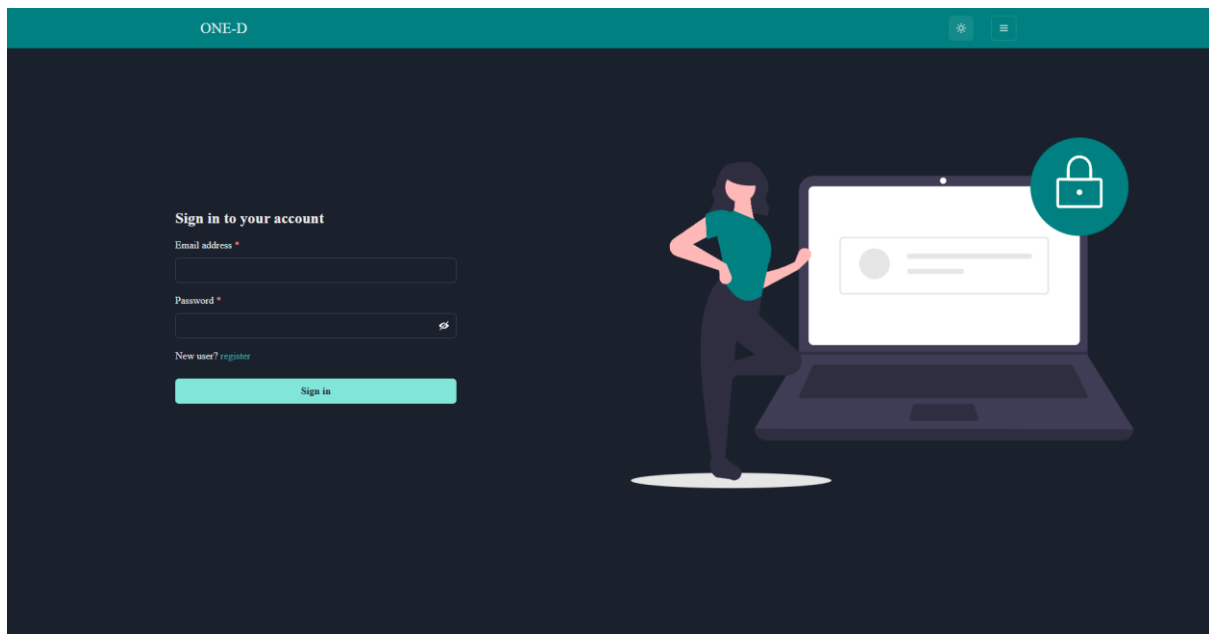 ONE-D
Sign in to your account
Email address *
Password *
New user? register
Sign in